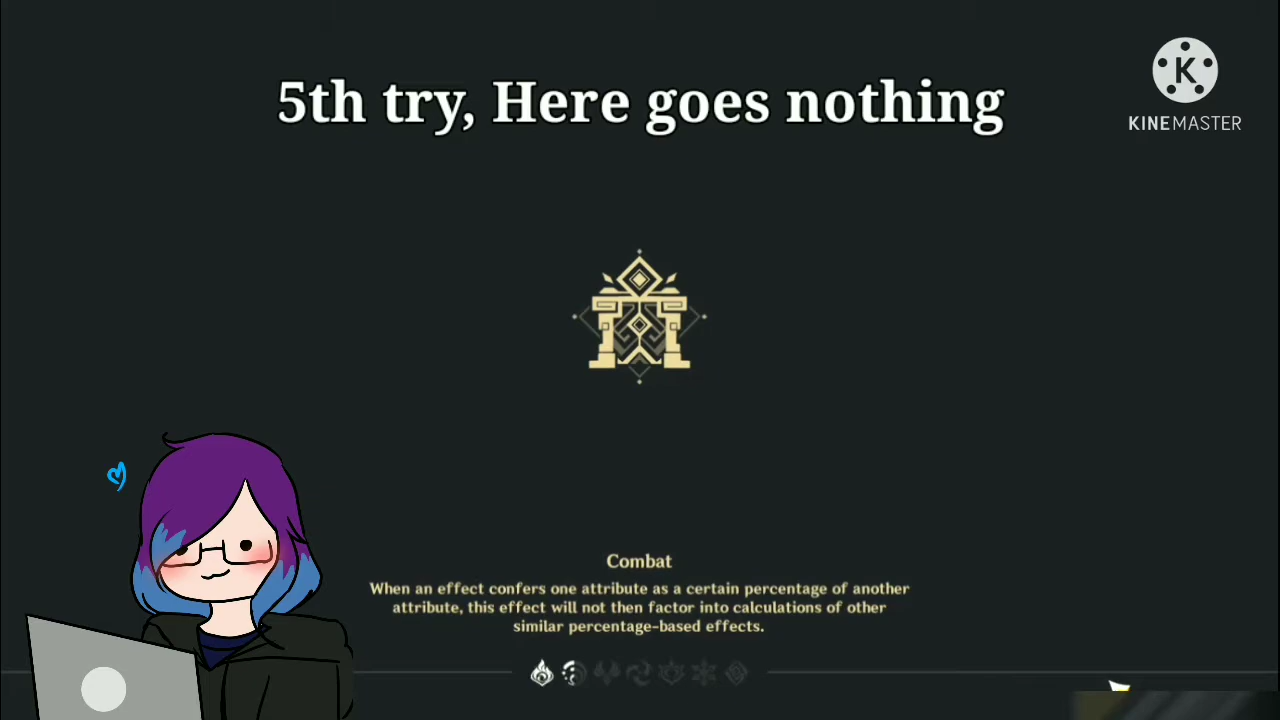 5th try, Here goes nothing
K
KINEMASTER
Combat
When an effect confers one attribute as a certain percentage of another
attribute, this effect will not then factor into calculations of other
similar percentage-based effects.